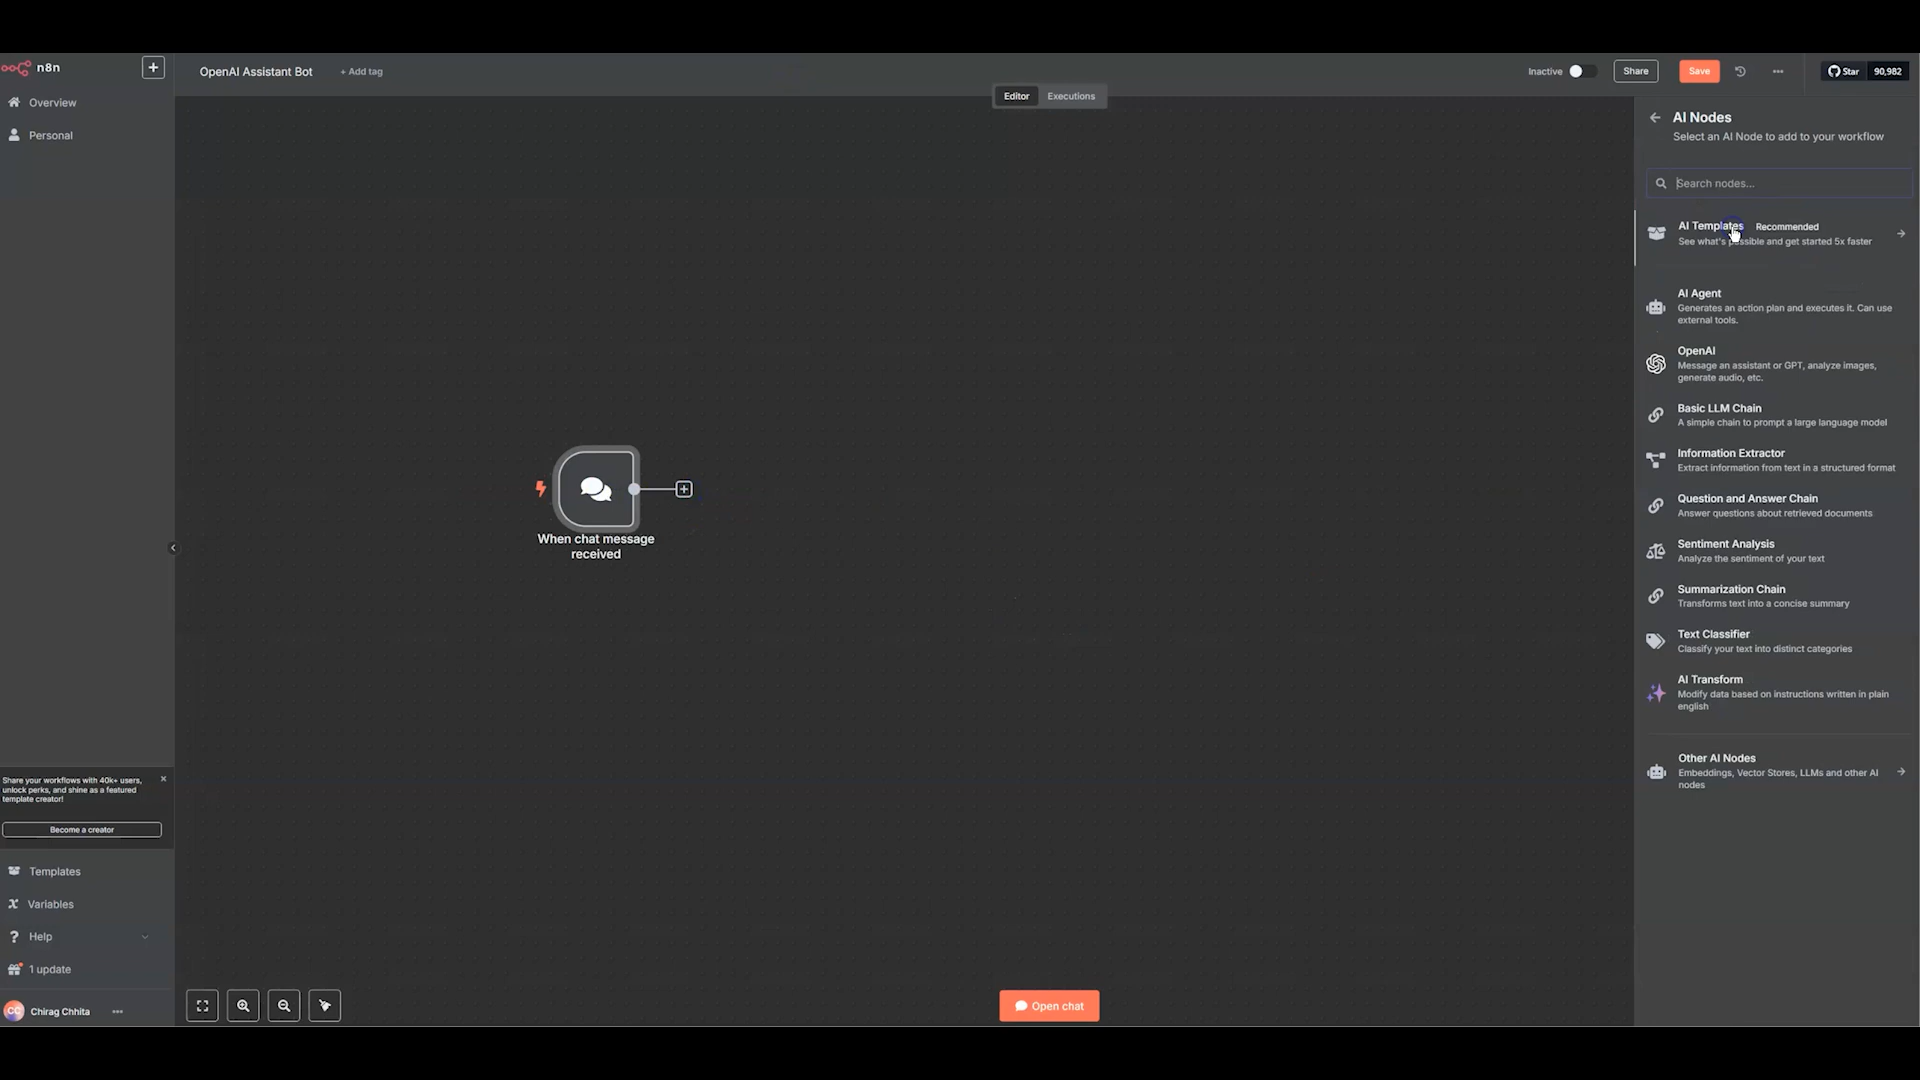 n8n
Overview
Personal
OpenAI Assistant Bot
+ Add tag
Editor
Executions
Inactive
Share
Save
Star
90,982
AI Nodes
Select an AI Node to add to your workflow
Search nodes...
AI Templates Recommended
See what's possible and get started 5x faster
AI Agent
Generates an action plan and executes it. Can use
external tools.
OpenAI
Message an assistant or GPT, analyze images,
generate audio, etc.
Basic LLM Chain
A simple chain to prompt a large language model
Information Extractor
Extract information from text in a structured format
Question and Answer Chain
Answer questions about retrieved documents
Sentiment Analysis
Analyze the sentiment of your text
Summarization Chain
Transforms text into a concise summary
Text Classifier
Classify your text into distinct categories
AI Transform
Modify data based on instructions written in plain
english
Other AI Nodes
Embeddings, Vector Stores, LLMs and other AI
nodes
When chat message
received
Share your workflows with 40k+ users,
unlock perks, and shine as a featured
template creator!
Become a creator
Templates
Variables
Help
1 update
CC
Chirag Chhita
Open chat